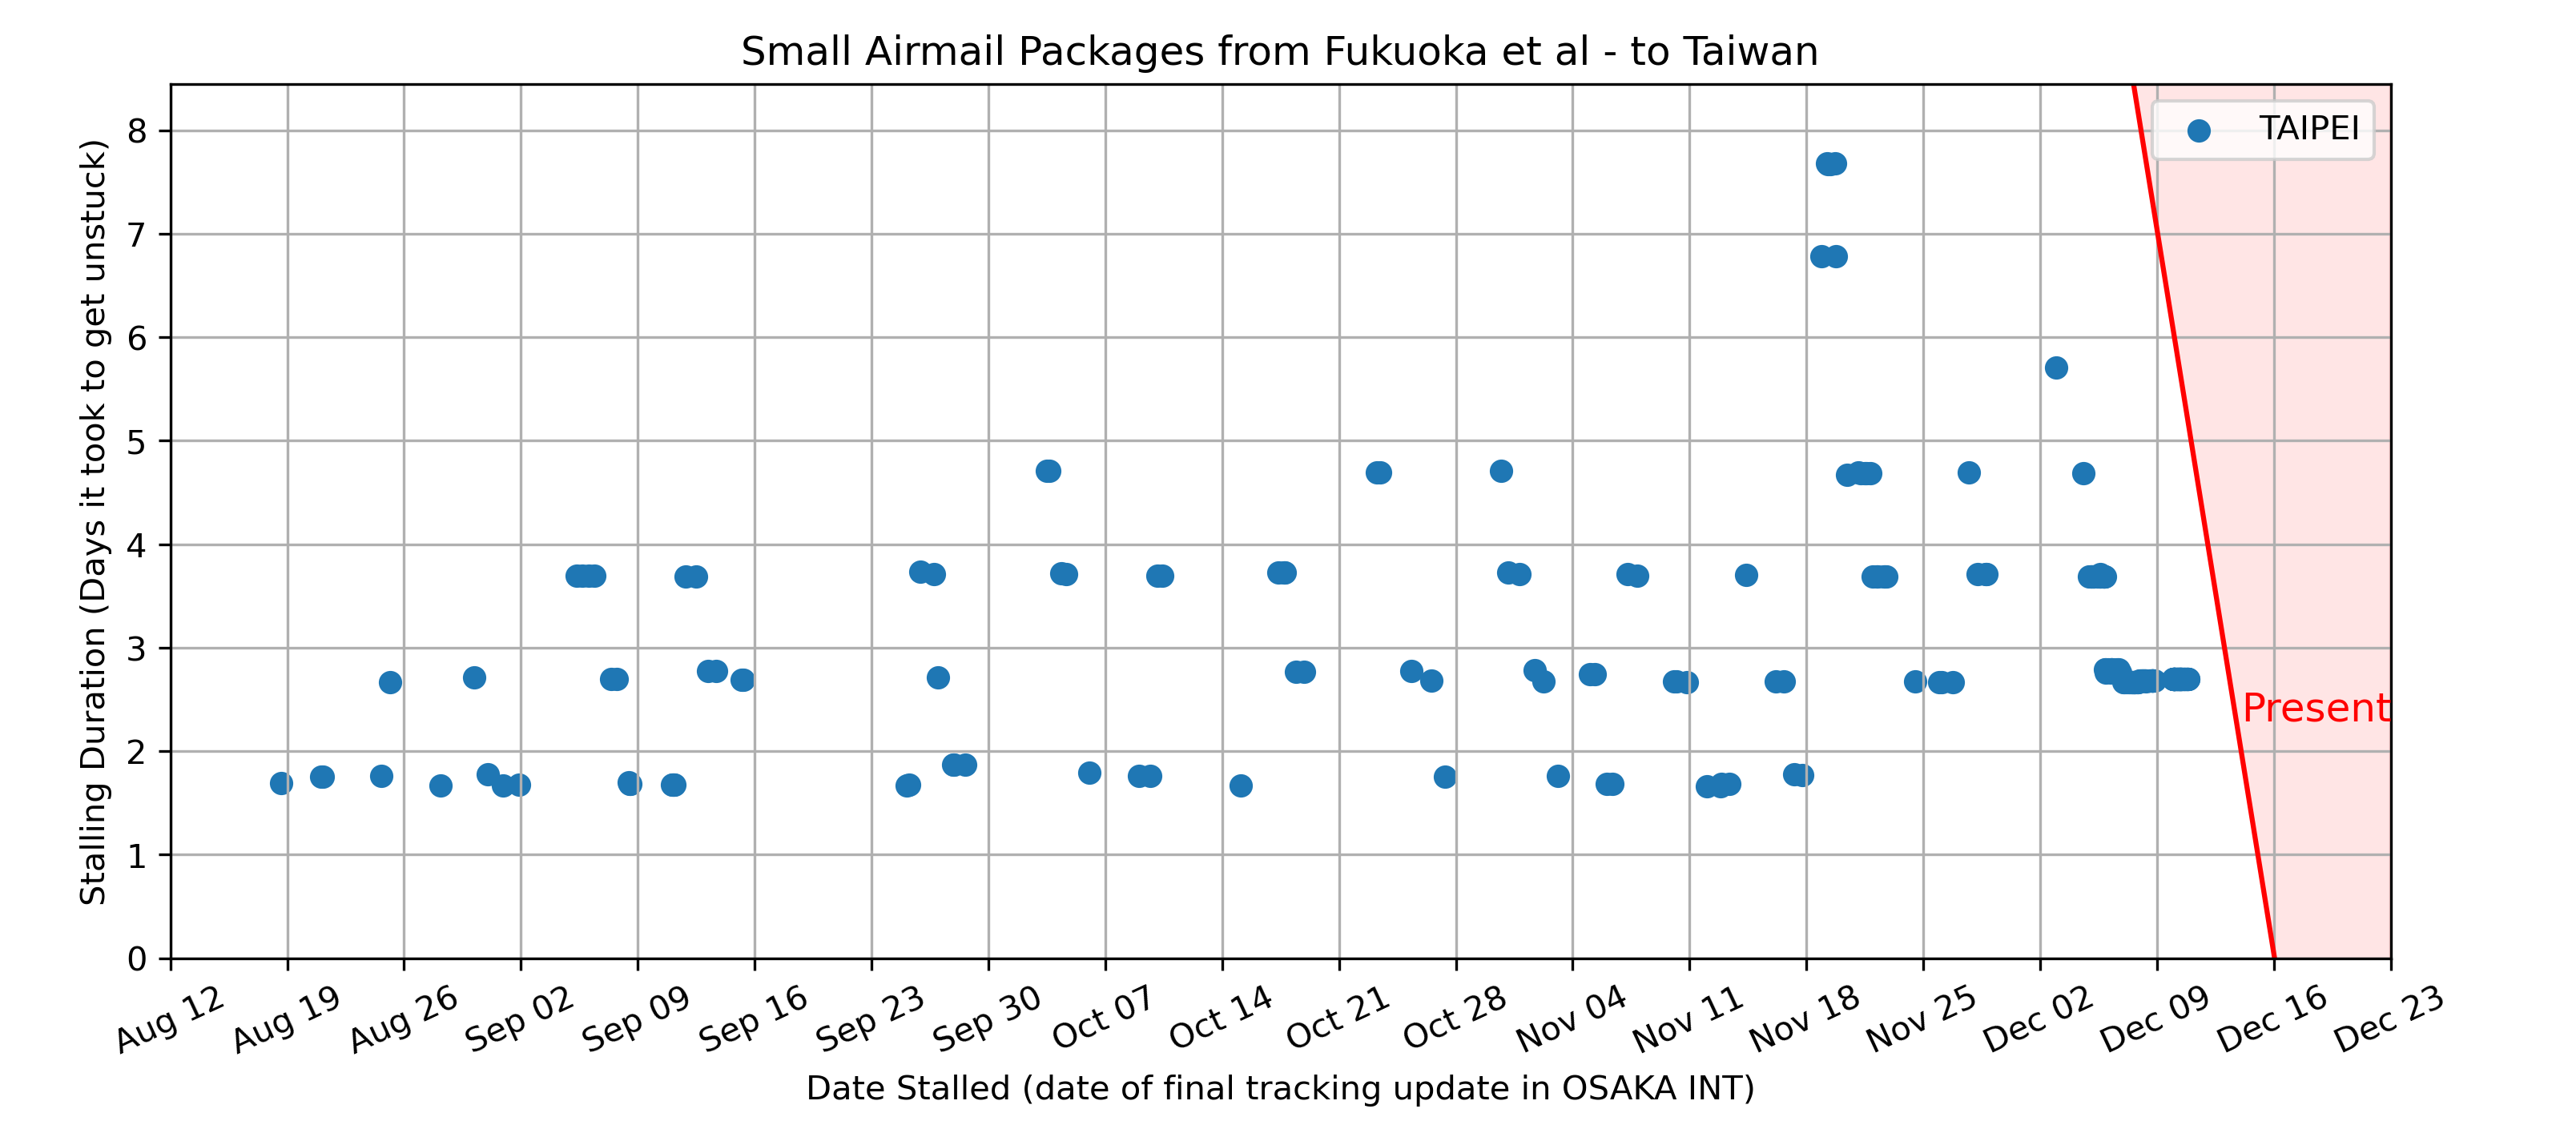 Small Airmail Packages from Fukuoka et al - to Taiwan
TAIPEI
8
7
6
5
4
3
2
1
0
Stalling Duration (Days it took to get unstuck)
Present
Aug 12
Aug 19
Aug 26
Sep 02
Sep 09
Sep 16
Sep 23
Sep 30
Oct 07
Oct 14
Oct 21
Oct 28
Nov 04
Nov 11
Nov 18
Nov 25
Dec 02
Dec 09
Dec 16
Dec 23
Date Stalled (date of final tracking update in OSAKA INT)